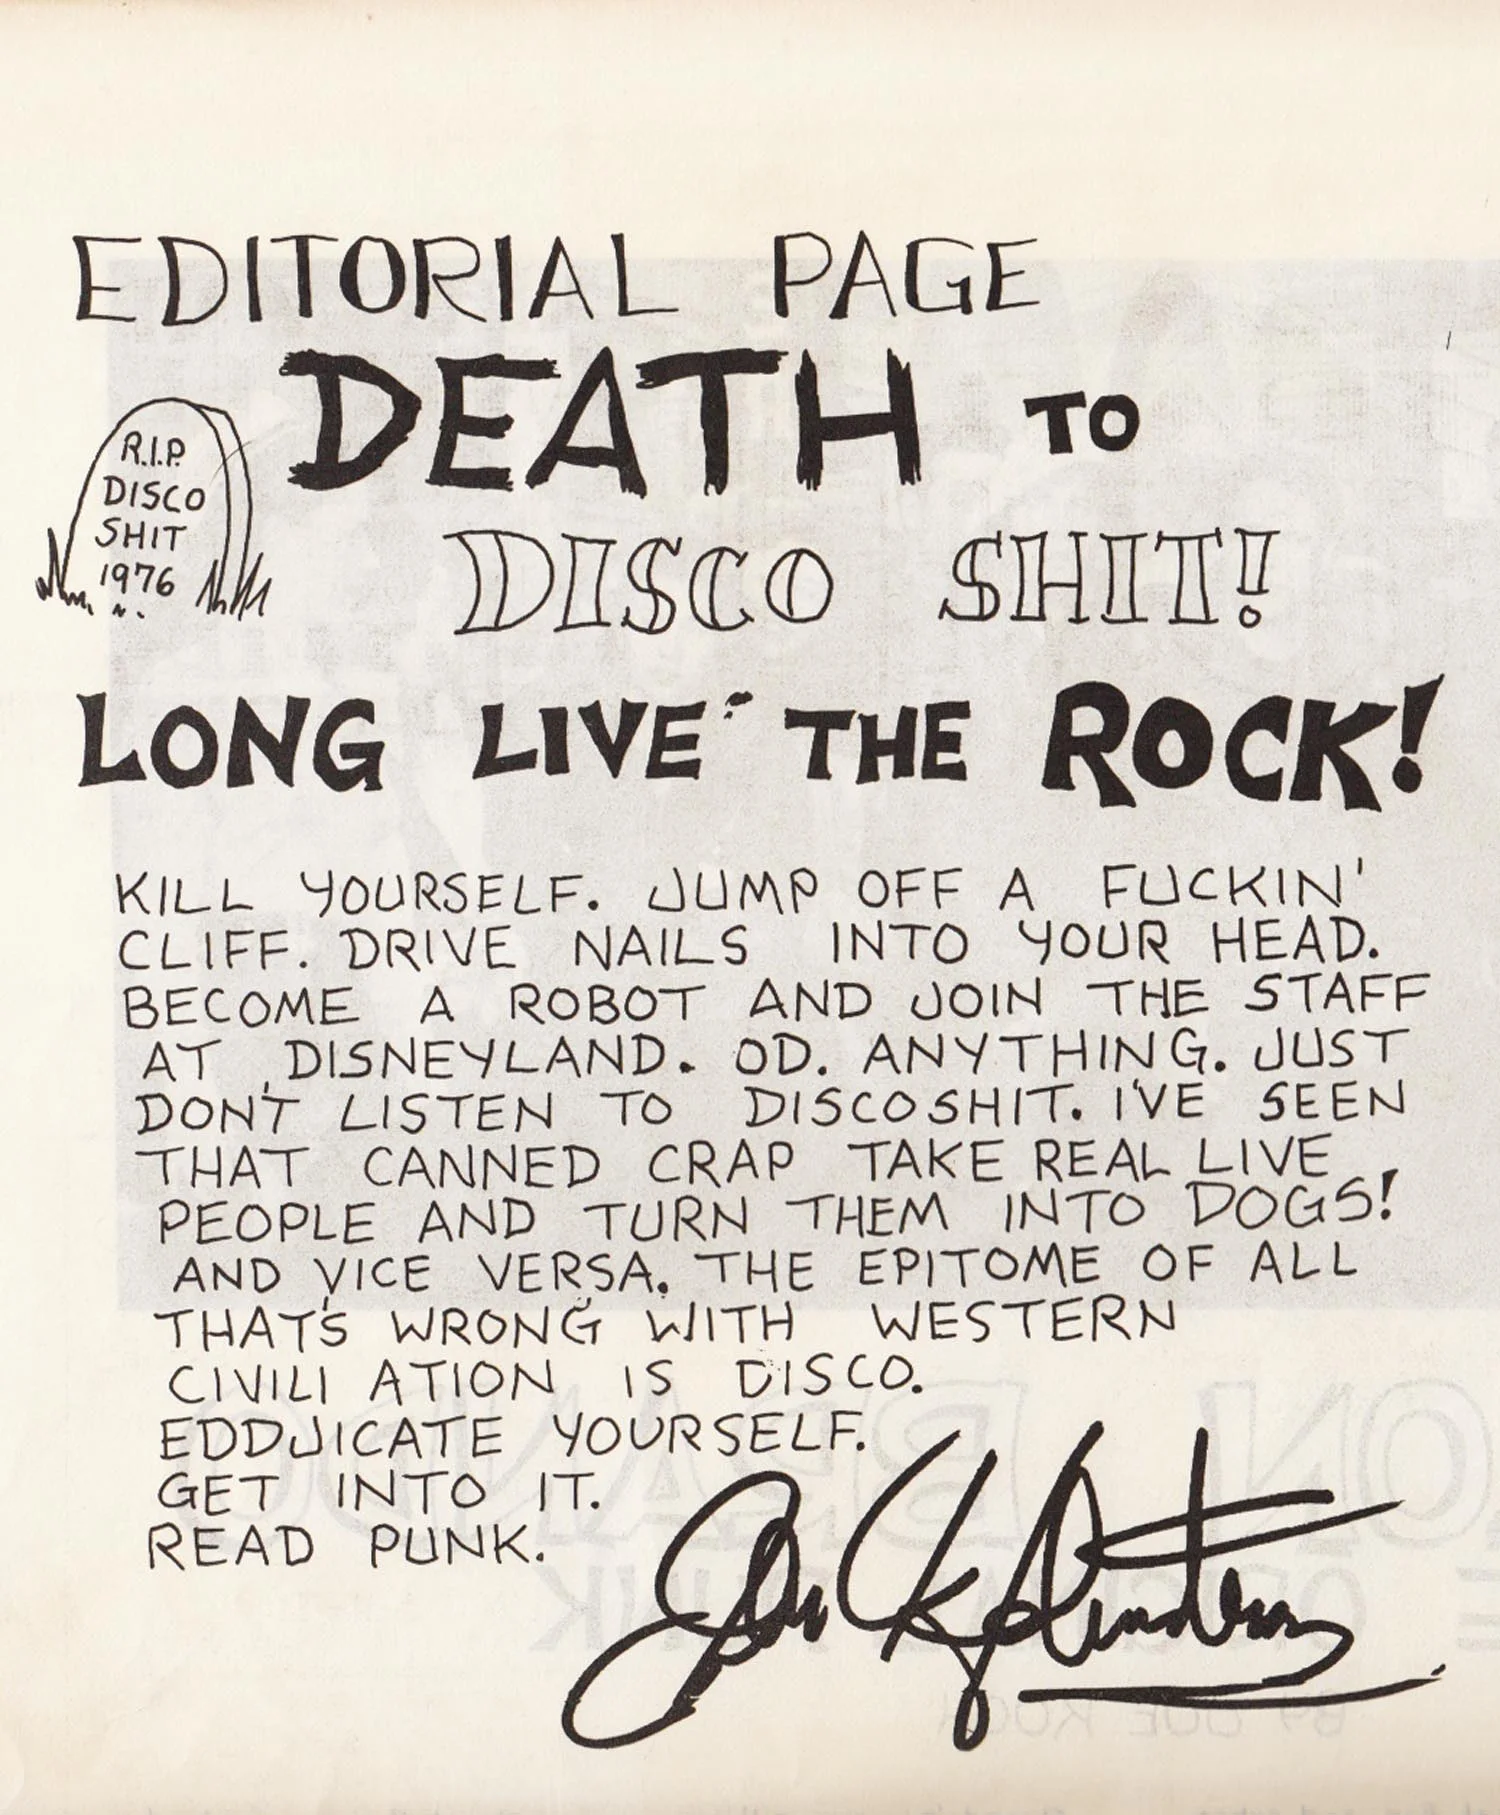 EDITORIAL PAGE
DEATH TO
R.I.P.
DISCO
SHIT
1976
DISCO SHIT!
LONG LIVE THE ROCK!
KILL YOURSELF. JUMP OFF A FUCKIN'
CLIFF. DRIVE NAILS INTO YOUR HEAD.
BECOME A ROBOT AND JOIN THE STAFF
AT DISNEYLAND. OD. ANYTHING. JUST
DON'T LISTEN TO DISCOSHIT. I'VE SEEN
THAT CANNED CRAP TAKE REAL LIVE
PEOPLE AND TURN THEM INTO DOGS!
AND VICE VERSA. THE EPITOME OF ALL
THAT'S WRONG WITH WESTERN
CIVILI ATION IS DISCO.
EDDJICATE YOURSELF.
GET INTO IT.
READ PUNK.